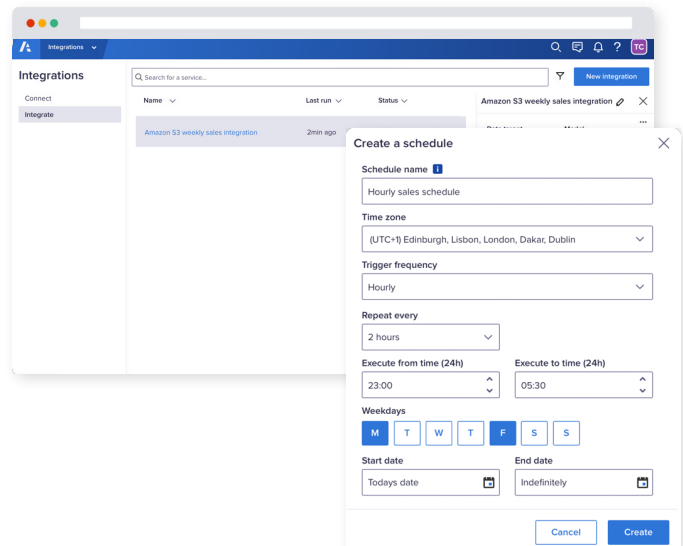 Integrations
TC
Integrations
Search for a service...
New integration
Connect
Name
Last run
Status
Amazon S3 weekly sales integration
Integrate
Amazon S3 weekly sales integration
2min ago
Create a schedule
Schedule name i
Hourly sales schedule
Time zone
(UTC+1) Edinburgh, Lisbon, London, Dakar, Dublin
Trigger frequency
Hourly
Repeat every
2 hours
Execute from time (24h) Execute to time (24h)
23:00 05:30
Weekdays
M T W T F S S
Start date End date
Todays date Indefinitely
Cancel Create